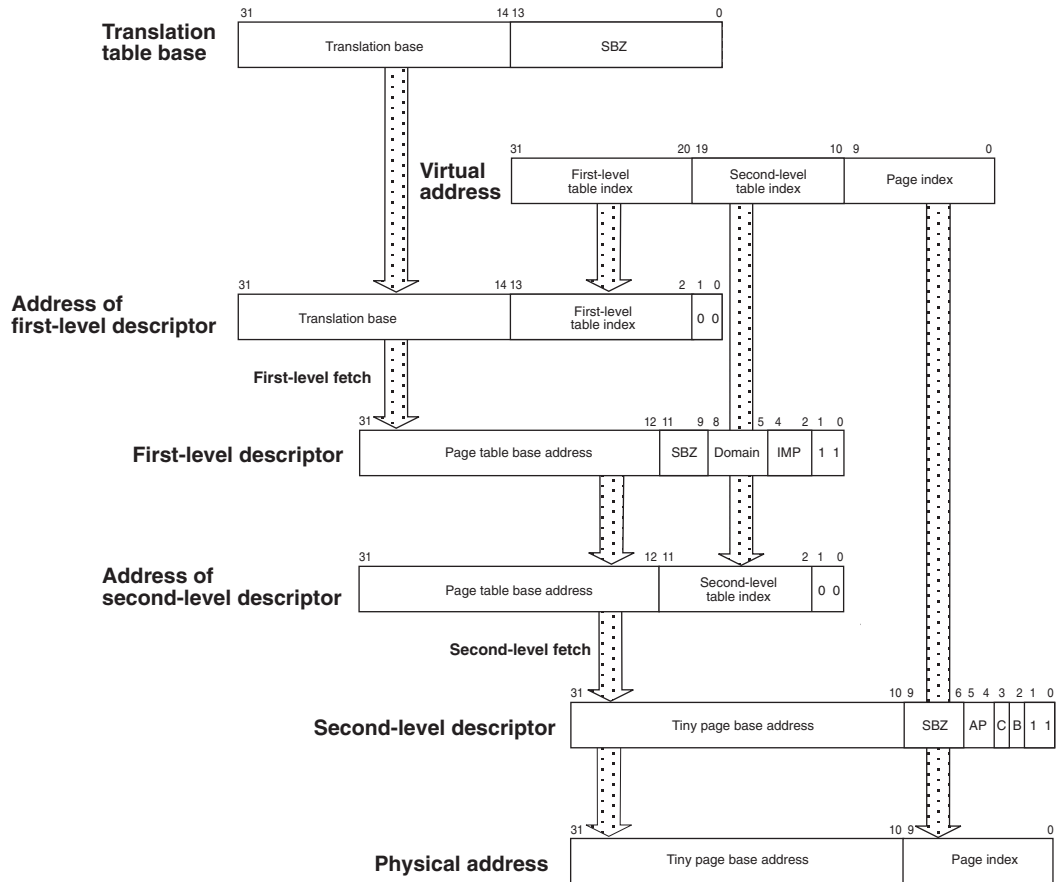 31 14 13 0
Translation
table base
Translation base SBZ
31 20 19 10 9 0
Virtual
address
First-level
table index
Second-level
table index
Page index
31 14 13 2 1 0
Address of
first-level descriptor
Translation base
First-level
table index
0 0
First-level fetch
31 12 11 9 8 5 4 2 1 0
First-level descriptor
Page table base address SBZ Domain IMP 1 1
31 12 11 2 1 0
Address of
second-level descriptor
Page table base address
Second-level
table index
0 0
Second-level fetch
31 10 9 6 5 4 3 2 1 0
Second-level descriptor
Tiny page base address SBZ AP C B 1 1
31 10 9 0
Physical address
Tiny page base address Page index